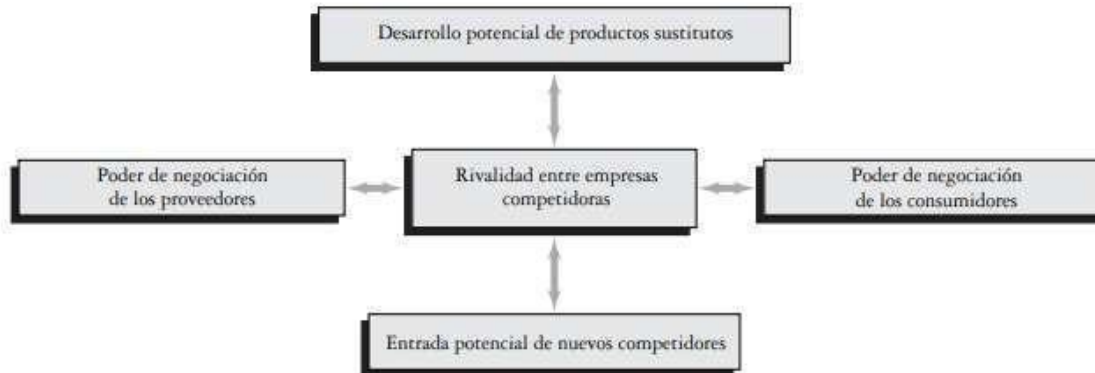 Desarrollo potencial de productos sustitutos
Poder de negociación
de los proveedores
Rivalidad entre empresas
competidoras
Poder de negociación
de los consumidores
Entrada potencial de nuevos competidores